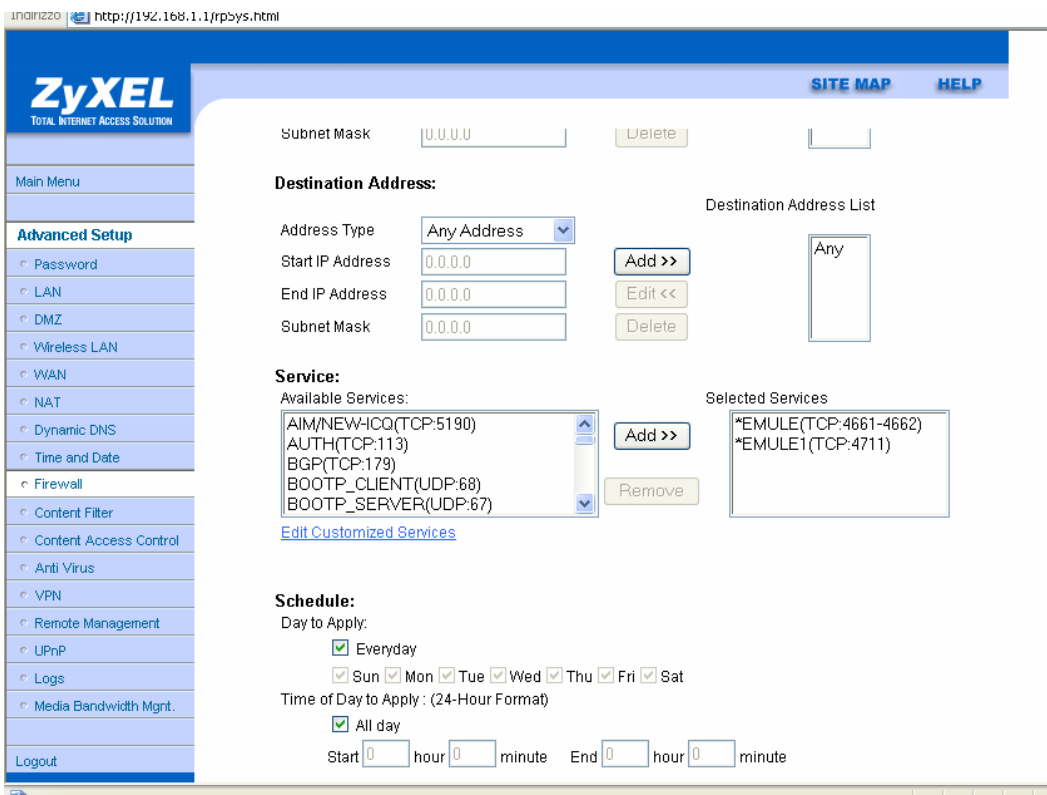 Indirizzo http://192.168.1.1/rpSys.html
ZyXEL
TOTAL INTERNET ACCESS SOLUTION
SITE MAP HELP
Main Menu
Advanced Setup
Password
LAN
DMZ
Wireless LAN
WAN
NAT
Dynamic DNS
Time and Date
Firewall
Content Filter
Content Access Control
Anti Virus
VPN
Remote Management
UPnP
Logs
Media Bandwidth Mgnt.
Logout
Subnet Mask 0.0.0.0 Delete
Destination Address:
Destination Address List
Address Type Any Address
Any
Start IP Address 0.0.0.0 Add >>
End IP Address 0.0.0.0 Edit <<
Subnet Mask 0.0.0.0 Delete
Service:
Available Services: Selected Services
AIM/NEW-ICQ(TCP:5190)
AUTH(TCP:113)
BGP(TCP:179)
BOOTP_CLIENT(UDP:68)
BOOTP_SERVER(UDP:67)
Add >>
Remove
*EMULE(TCP:4661-4662)
*EMULE1(TCP:4711)
Edit Customized Services
Schedule:
Day to Apply:
Everyday
Sun Mon Tue Wed Thu Fri Sat
Time of Day to Apply : (24-Hour Format)
All day
Start 0 hour 0 minute End 0 hour 0 minute